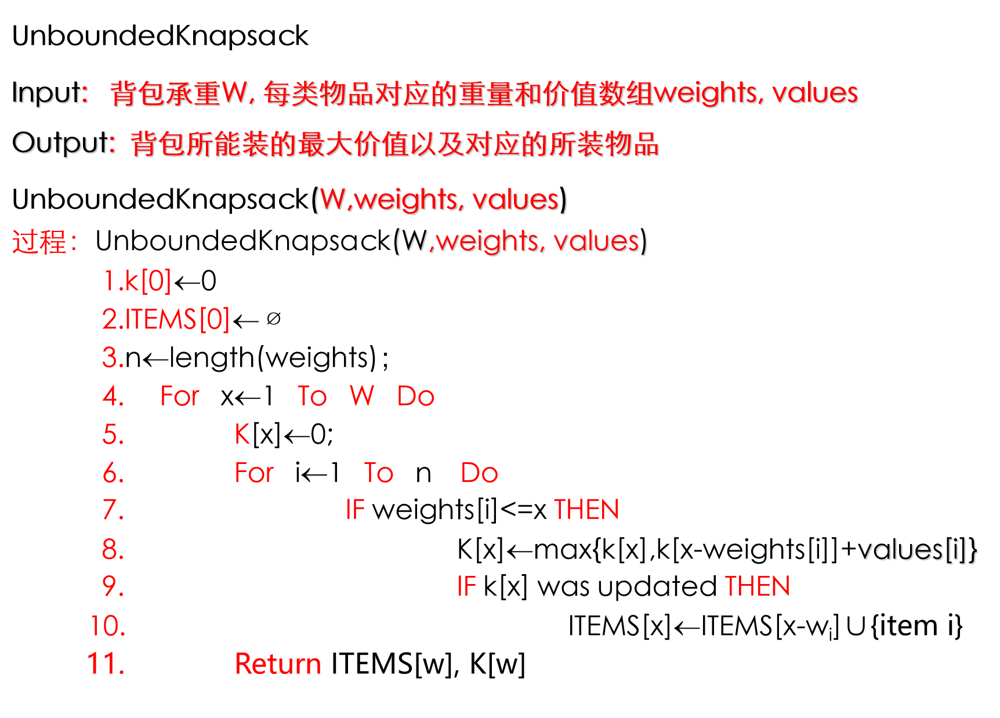 UnboundedKnapsack
Input: 背包承重W, 每类物品对应的重量和价值数组weights, values
Output: 背包所能装的最大价值以及对应的所装物品
UnboundedKnapsack(W,weights, values)
过程: UnboundedKnapsack(W,weights, values)
1.k[0]←0
2.ITEMS[0]← ∅
3.n←length(weights);
4. For x←1 To W Do
5. K[x]←0;
6. For i←1 To n Do
7. IF weights[i]<=x THEN
8. K[x]←max{k[x],k[x-weights[i]]+values[i]}
9. IF k[x] was updated THEN
10. ITEMS[x]←ITEMS[x-wᵢ]∪{item i}
11. Return ITEMS[w], K[w]